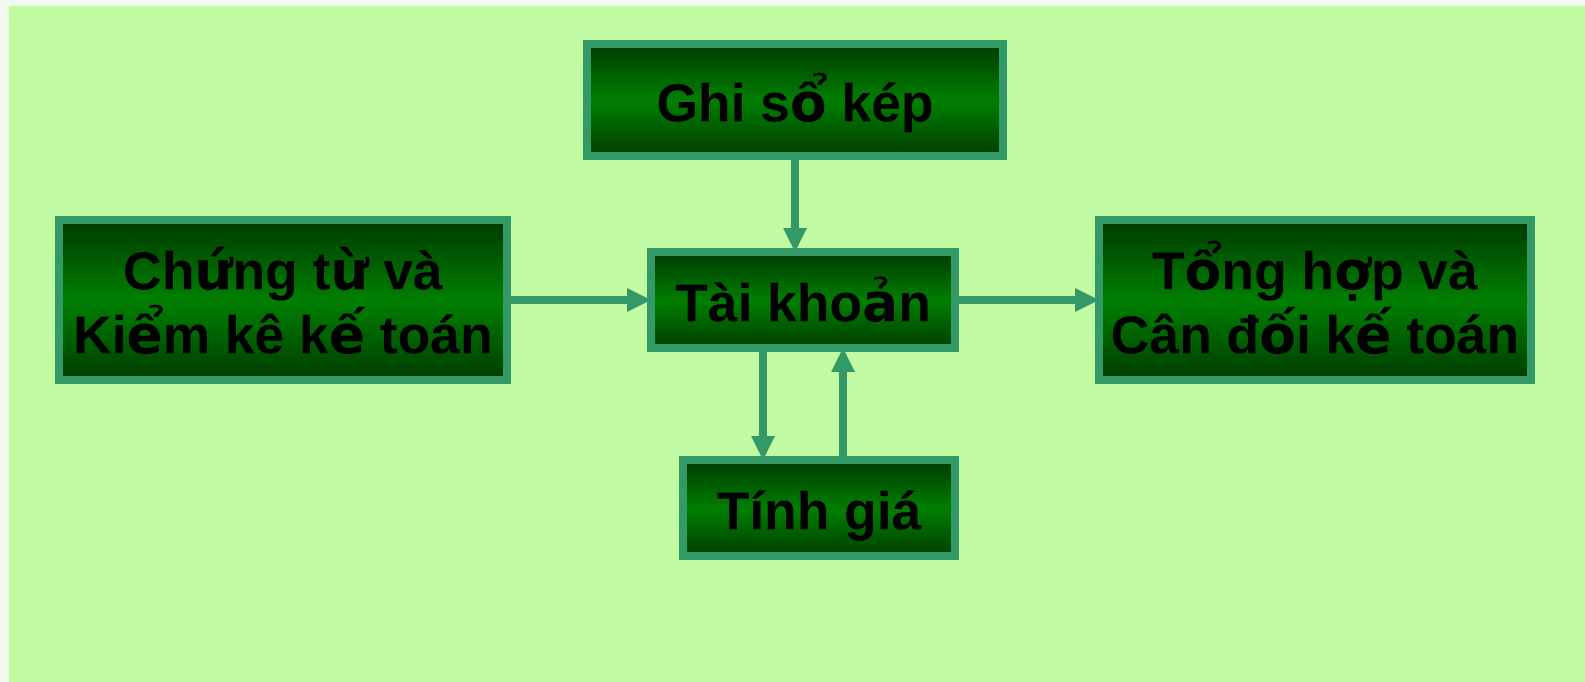 Ghi sổ kép
Chứng từ và
Kiểm kê kế toán
Tài khoản
Tổng hợp và
Cân đối kế toán
Tính giá